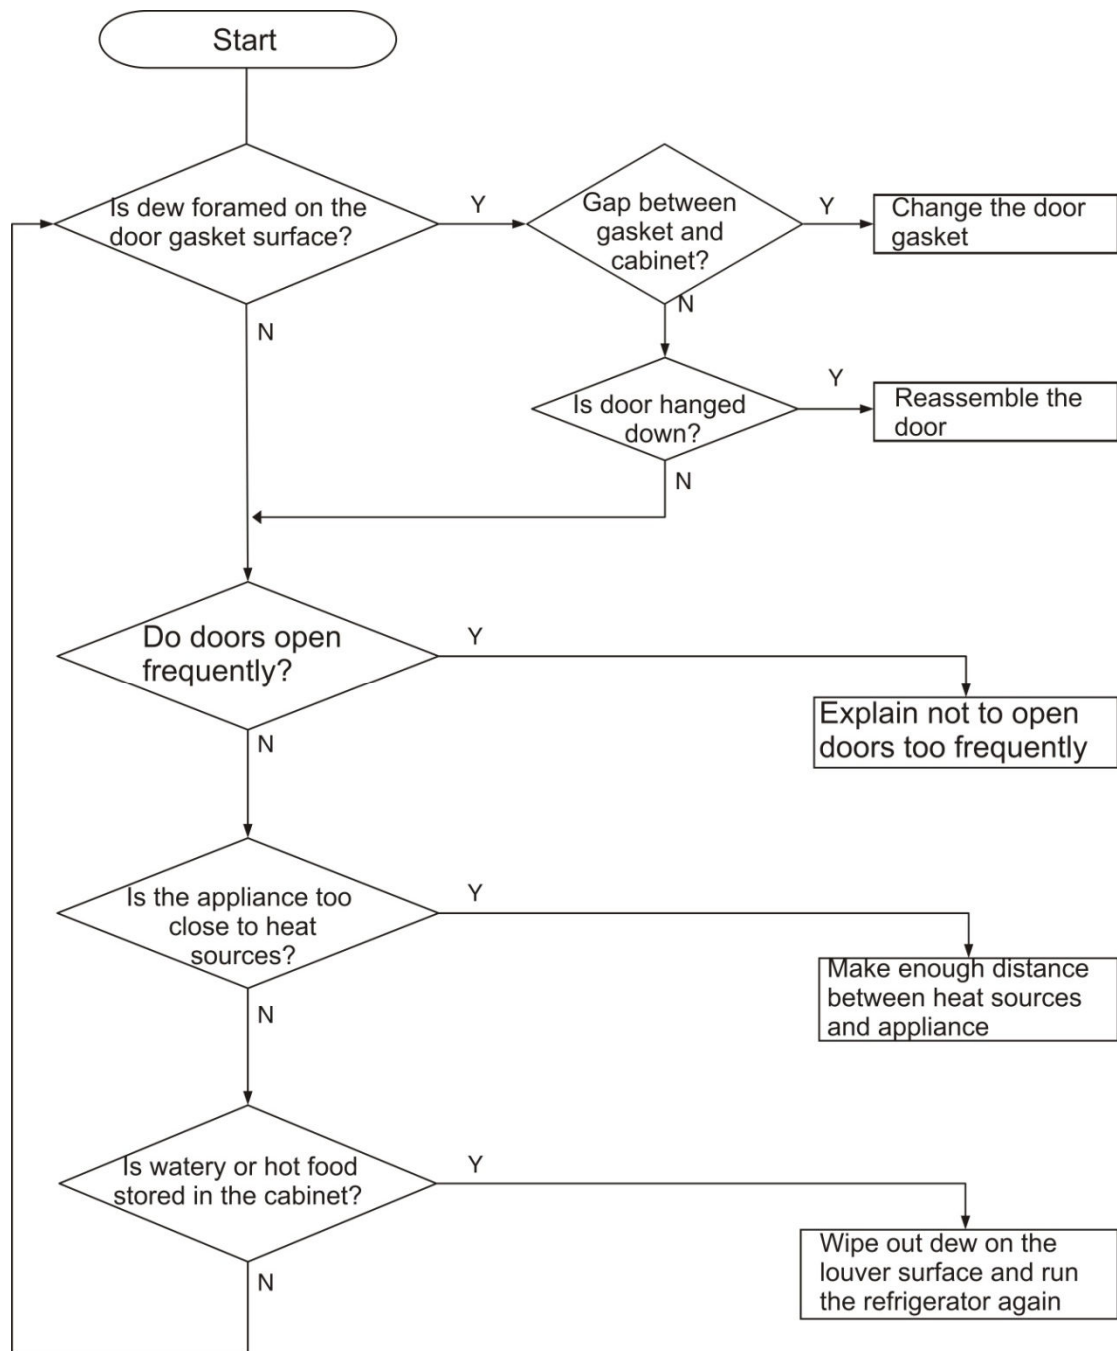 Start
Is dew foramed on the
door gasket surface?
Y
Gap between
gasket and
cabinet?
Y
Change the door
gasket
N
N
Is door hanged
down?
Y
Reassemble the
door
N
Do doors open
frequently?
Y
Explain not to open
doors too frequently
N
Is the appliance too
close to heat
sources?
Y
Make enough distance
between heat sources
and appliance
N
Is watery or hot food
stored in the cabinet?
Y
Wipe out dew on the
louver surface and run
the refrigerator again
N